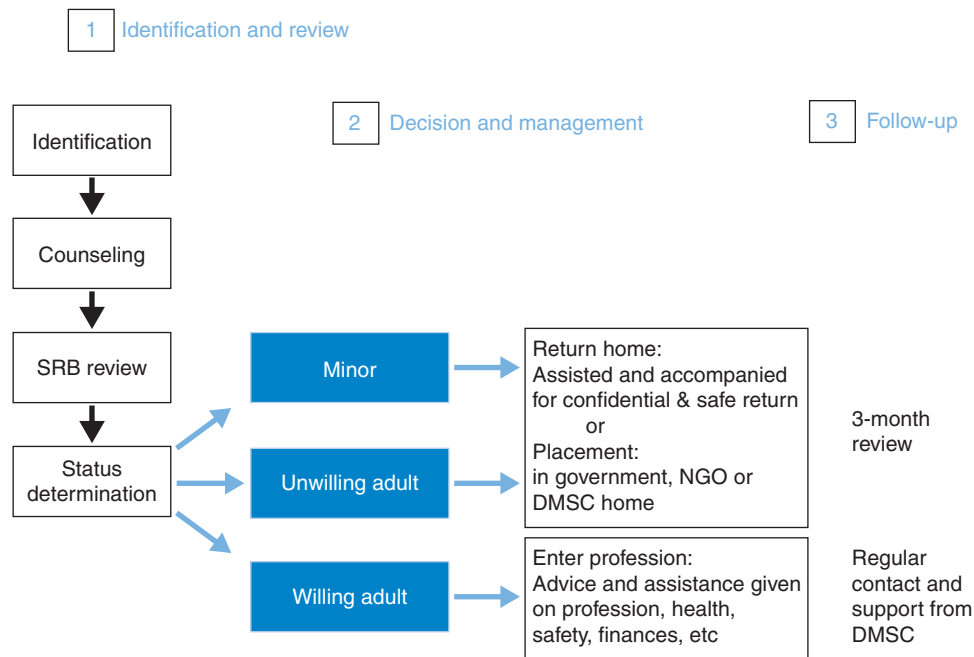 1 Identification and review
2 Decision and management
3 Follow-up
Identification
Counseling
SRB review
Status
determination
Minor
Unwilling adult
Willing adult
Return home:
Assisted and accompanied
for confidential & safe return
or
Placement:
in government, NGO or
DMSC home
Enter profession:
Advice and assistance given
on profession, health,
safety, finances, etc
3-month
review
Regular
contact and
support from
DMSC